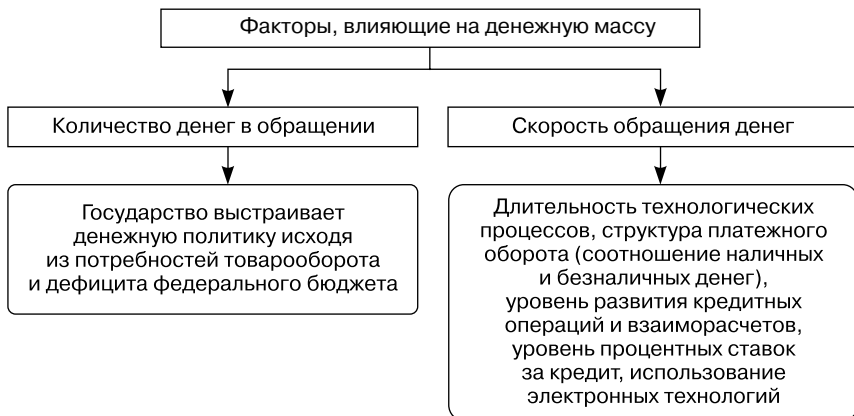 Факторы, влияющие на денежную массу
Количество денег в обращении
Скорость обращения денег
Государство выстраивает
денежную политику исходя
из потребностей товарооборота
и дефицита федерального бюджета
Длительность технологических
процессов, структура платежного
оборота (соотношение наличных
и безналичных денег),
уровень развития кредитных
операций и взаиморасчетов,
уровень процентных ставок
за кредит, использование
электронных технологий